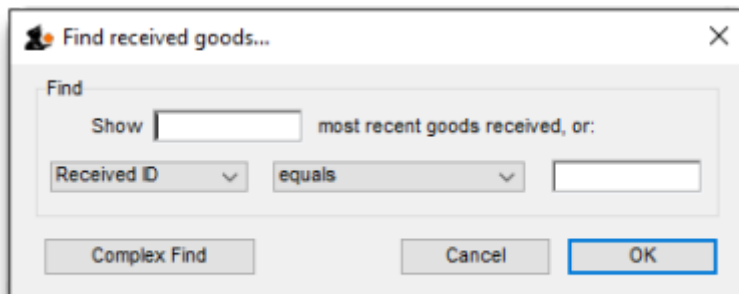 Find received goods...
Find
Show most recent goods received, or:
Received ID equals
Complex Find Cancel OK